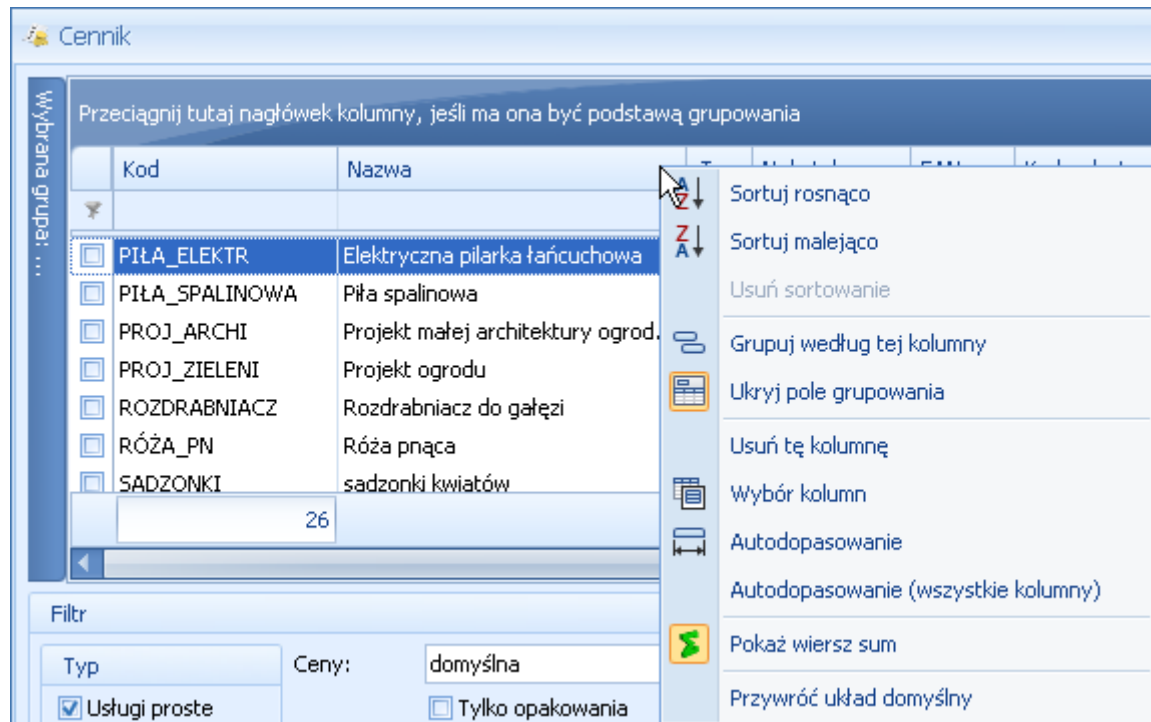 Cennik
Wybrana grupa: ...
Przeciągnij tutaj nagłówek kolumny, jeśli ma ona być podstawą grupowania
Kod Nazwa
PIŁA_ELEKTR Elektryczna pilarka łańcuchowa
PIŁA_SPALINOWA Piła spalinowa
PROJ_ARCHI Projekt małej architektury ogrod.
PROJ_ZIELENI Projekt ogrodu
ROZDRABNIACZ Rozdrabniacz do gałęzi
RÓŻA_PN Róża pnąca
SADZONKI sadzonki kwiatów
26
Sortuj rosnąco
Sortuj malejąco
Usuń sortowanie
Grupuj według tej kolumny
Ukryj pole grupowania
Usuń tę kolumnę
Wybór kolumn
Autodopasowanie
Autodopasowanie (wszystkie kolumny)
Pokaż wiersz sum
Przywróć układ domyślny
Filtr
Typ Ceny: domyślna
Usługi proste Tylko opakowania